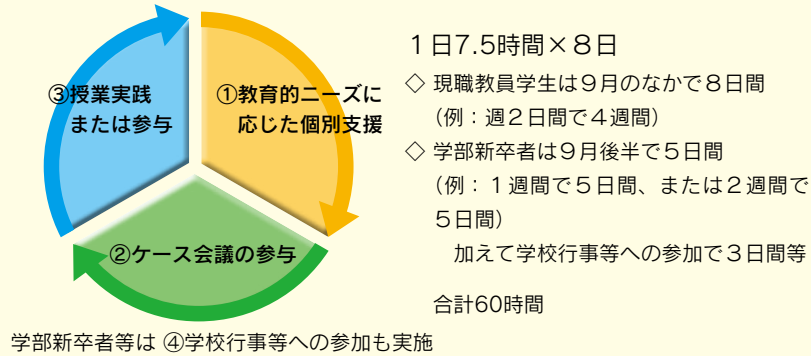 ③授業実践
または参与
①教育的ニーズに
応じた個別支援
②ケース会議の参与
学部新卒者等は ④学校行事等への参加も実施
１日7.5時間×８日
◇ 現職教員学生は９月のなかで８日間
（例：週２日間で４週間）
◇ 学部新卒者は９月後半で５日間
（例：１週間で５日間、または２週間で
５日間）
加えて学校行事等への参加で３日間等
合計60時間